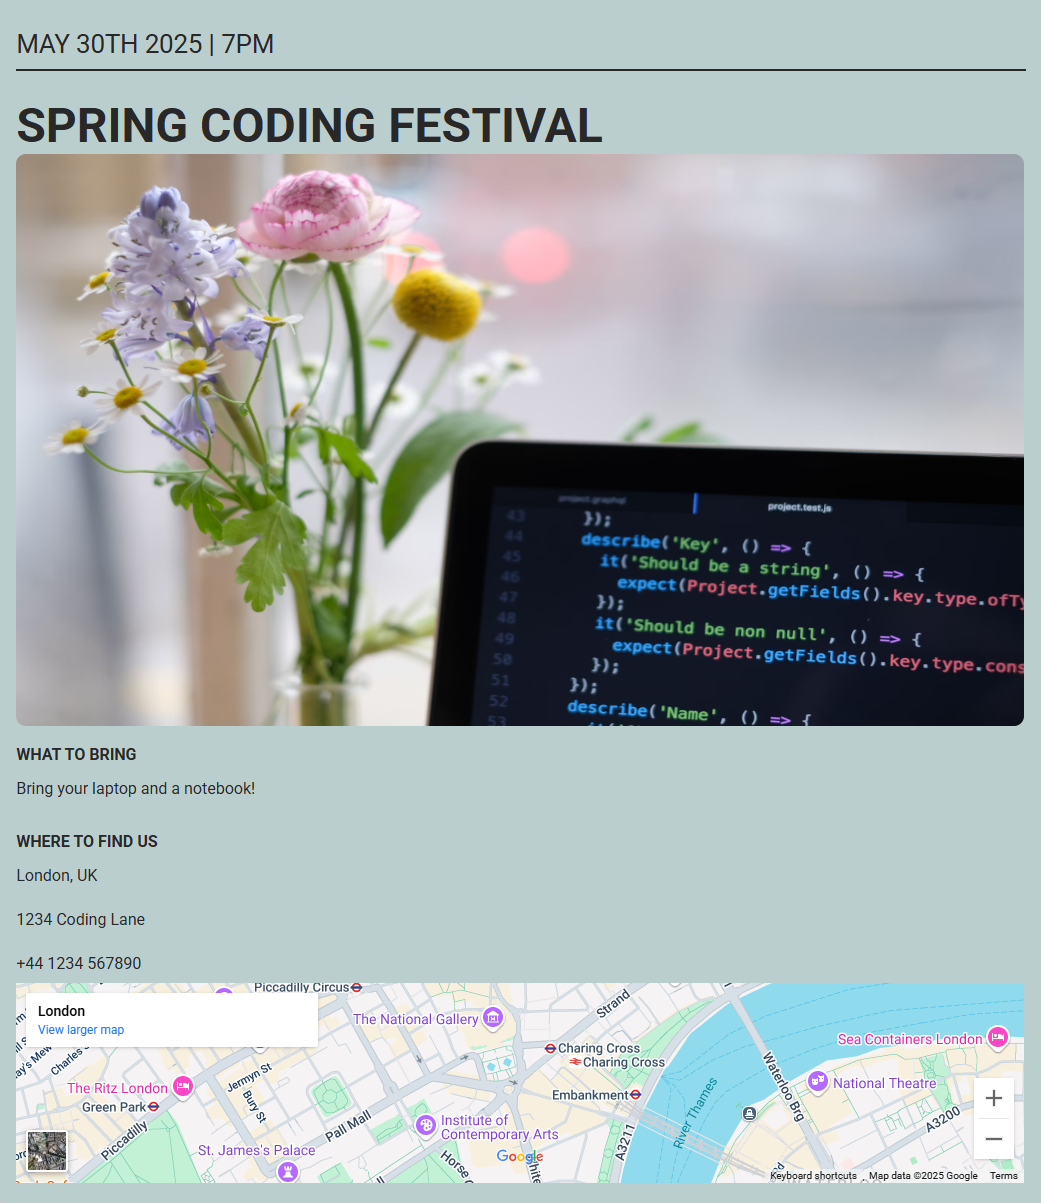 MAY 30TH 2025 | 7PM
SPRING CODING FESTIVAL
project.graphql
project.test.js
43 });
44 describe('Key', () => {
45 it('Should be a string', () => {
46 expect(Project.getFields().key.type.ofTy
47 });
48 it('Should be non null', () => {
49 expect(Project.getFields().key.type.cons
50 });
51 });
52 describe('Name', () => {
53
WHAT TO BRING
Bring your laptop and a notebook!
WHERE TO FIND US
London, UK
1234 Coding Lane
+44 1234 567890
London
View larger map
Piccadilly Circus
The National Gallery
Strand
Charing Cross
Charing Cross
Sea Containers London
Charles S
The Ritz London
Jermyn St
Embankment
Waterloo Brg
National Theatre
Green Park
Bury St
Pall Mall
Institute of
Contemporary Arts
River Thames
A3200
Piccadilly
St. James's Palace
A3211
Horse
Google
Keyboard shortcuts
Map data ©2025 Google
Terms